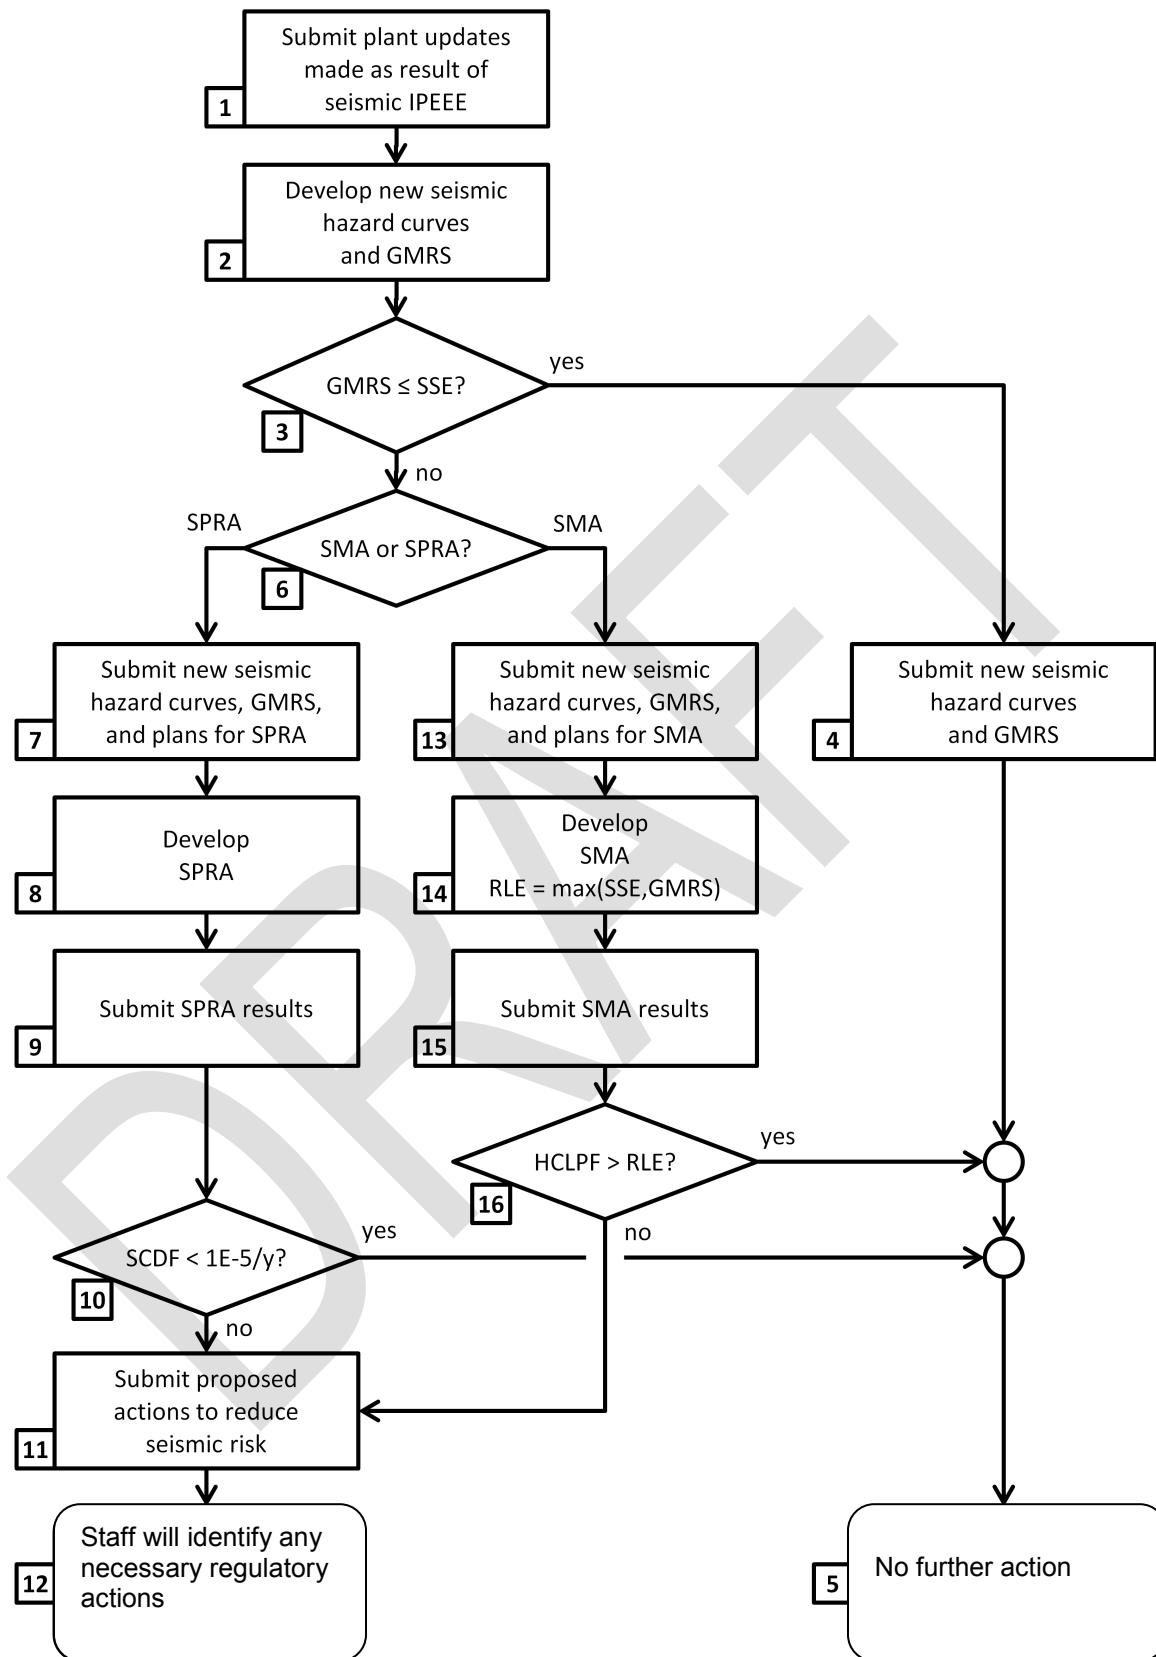 Submit plant updates
made as result of
seismic IPEEE
1
Develop new seismic
hazard curves
and GMRS
2
GMRS ≤ SSE?
3
yes
no
SMA or SPRA?
6
SPRA
SMA
Submit new seismic
hazard curves, GMRS,
and plans for SPRA
7
Submit new seismic
hazard curves, GMRS,
and plans for SMA
13
Submit new seismic
hazard curves
and GMRS
4
Develop
SPRA
8
Develop
SMA
RLE = max(SSE,GMRS)
14
Submit SPRA results
9
Submit SMA results
15
HCLPF > RLE?
16
yes
no
SCDF < 1E-5/y?
10
yes
no
Submit proposed
actions to reduce
seismic risk
11
Staff will identify any
necessary regulatory
actions
12
No further action
5
DRAFT